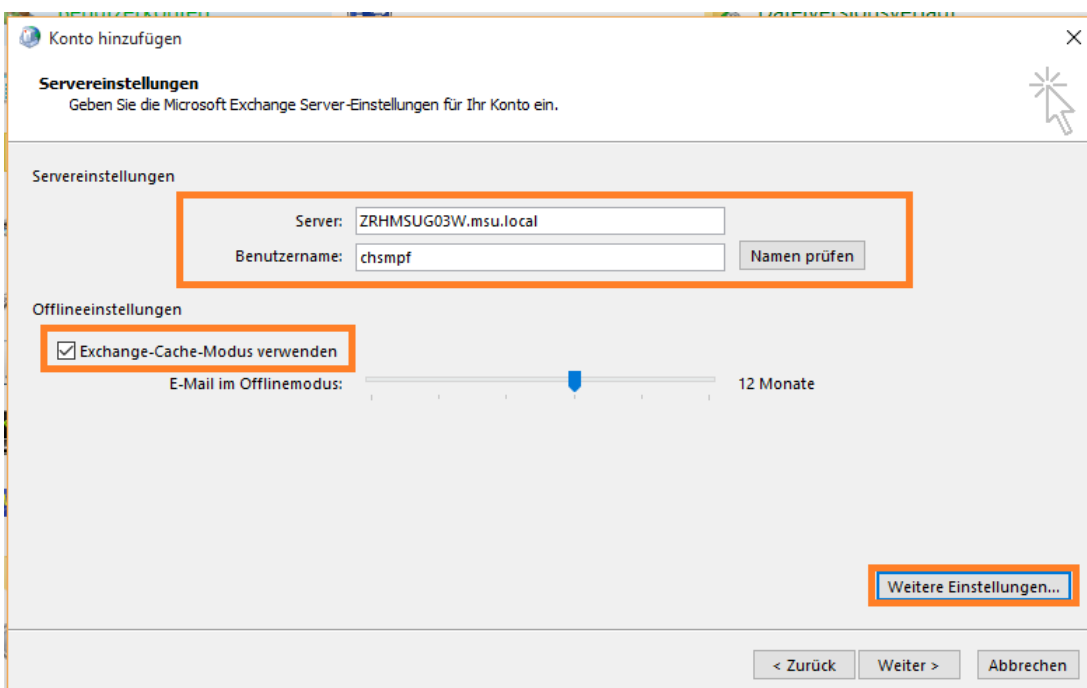 Benutzerkonten
Dateiversionsverlauf
Konto hinzufügen
Servereinstellungen
Geben Sie die Microsoft Exchange Server-Einstellungen für Ihr Konto ein.
Servereinstellungen
Server: ZRHMSUG03W.msu.local
Benutzername: chsmpf Namen prüfen
Offlineeinstellungen
Exchange-Cache-Modus verwenden
E-Mail im Offlinemodus: 12 Monate
Weitere Einstellungen...
< Zurück Weiter > Abbrechen